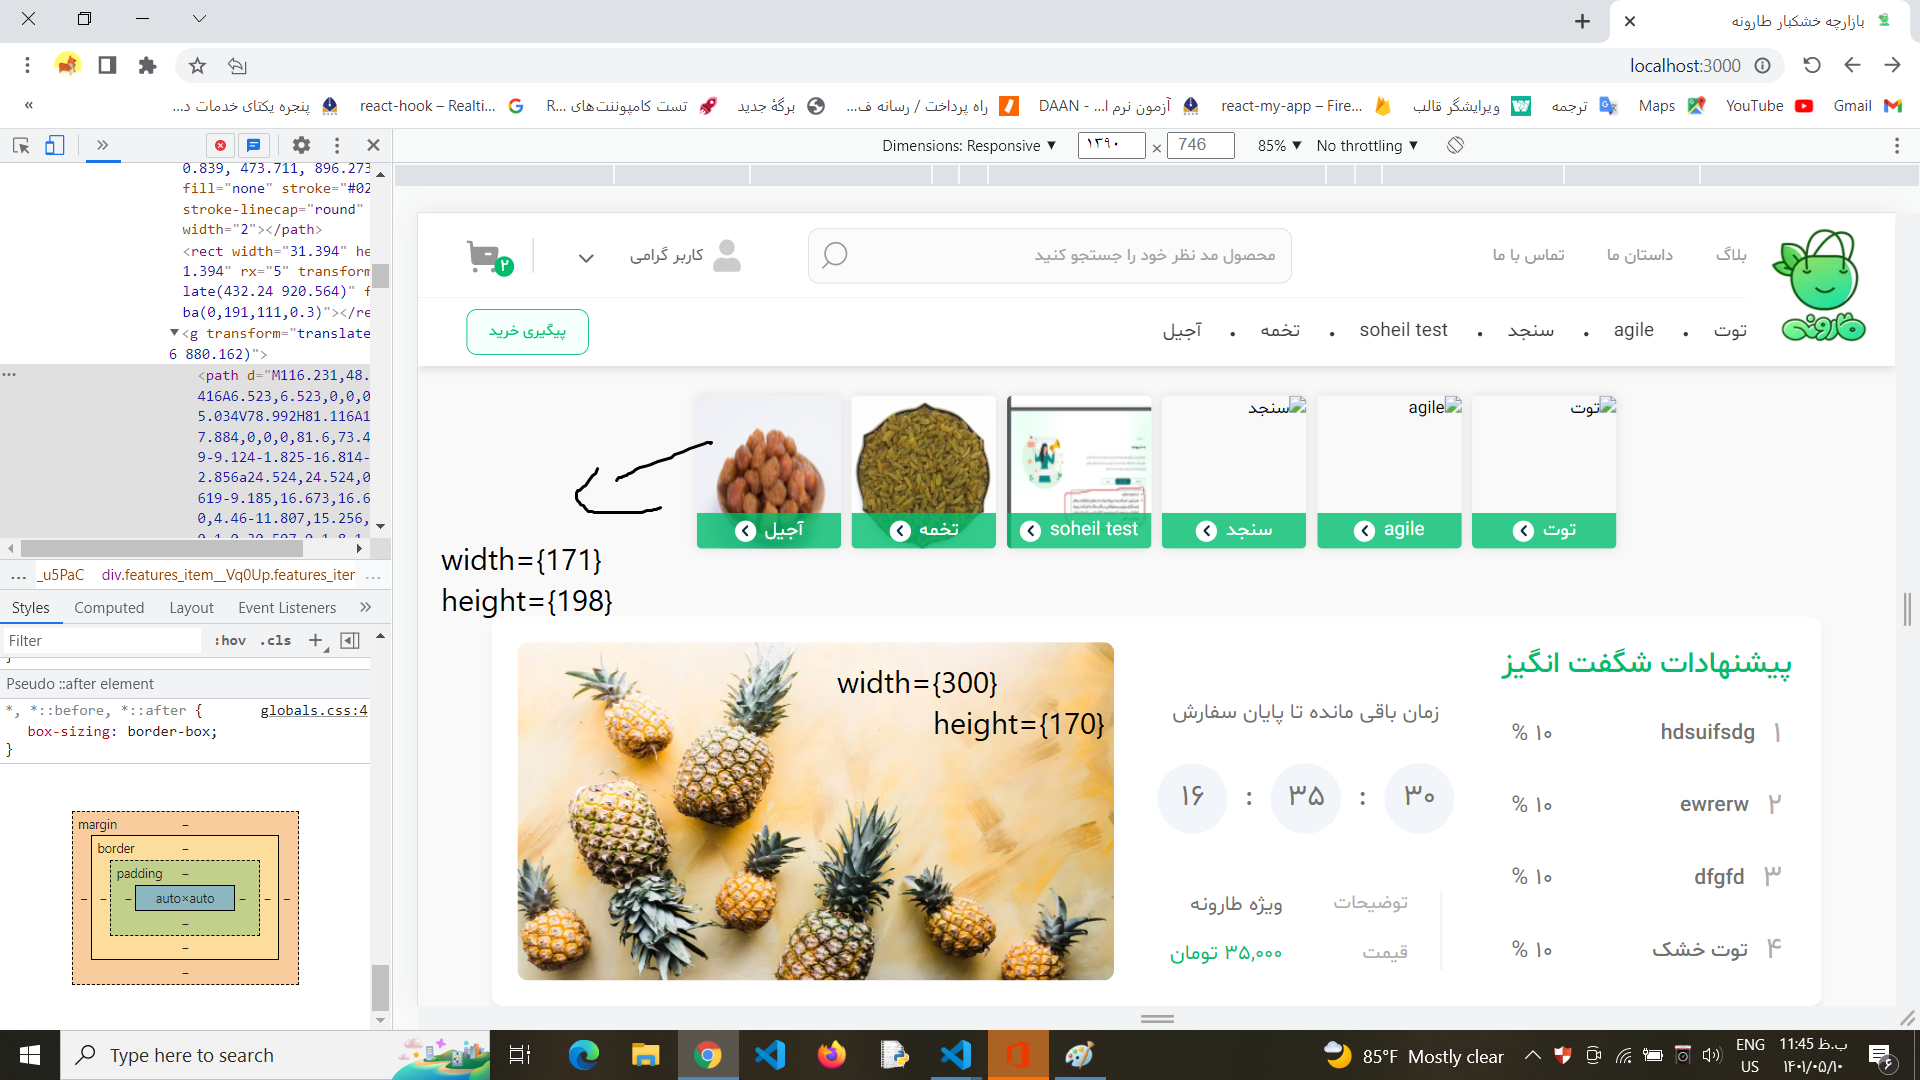 بازارچه خشکبار طارونه
localhost:3000
« پنجره یکتای خدمات د... react-hook – Realti... تست کامپوننت‌های R... برگهٔ جدید راه پرداخت / رسانه ف... آزمون نرم ا... - DAAN react-my-app – Fire... ویرایشگر قالب ترجمه Maps YouTube Gmail
Dimensions: Responsive ▼ ۱۳۹۰ × 746 85% ▼ No throttling ▼
0.839, 473.711, 896.273
fill="none" stroke="#02
stroke-linecap="round"
width="2"></path>
<rect width="31.394" he
1.394" rx="5" transform
late(432.24 920.564)" f
ba(0,191,111,0.3)"></re
▼<g transform="translate
6 880.162)">
<path d="M116.231,48.
416A6.523,6.523,0,0,0
5.034V78.992H81.116A1
7.884,0,0,0,81.6,73.4
9-9.124-1.825-16.814-
2.856a24.524,24.524,0
619-9.185,16.673,16.6
0,4.46-11.807,15.256,
... _u5PaC div.features_item__Vq0Up.features_iter ...
Styles Computed Layout Event Listeners »
Filter :hov .cls +
}
Pseudo ::after element
*, *::before, *::after { globals.css:4
box-sizing: border-box;
}
margin –
border –
padding –
– – – auto×auto – – –
–
–
–
بلاگ داستان ما تماس با ما
محصول مد نظر خود را جستجو کنید
کاربر گرامی
۲
طارونه
توت • agile • سنجد • soheil test • تخمه • آجیل
پیگیری خرید
توت
agile
سنجد
توت
agile
سنجد
soheil test
تخمه
آجیل
width={171}
height={198}
width={300}
height={170}
پیشنهادات شگفت انگیز
۱ hdsuifsdg ۱۰ %
۲ ewrerw ۱۰ %
۳ dfgfd ۱۰ %
۴ توت خشک ۱۰ %
زمان باقی مانده تا پایان سفارش
۱۶ : ۳۵ : ۳۰
توضیحات ویژه طارونه
قیمت ۳۵,۰۰۰ تومان
Type here to search
85°F Mostly clear
ENG
US
11:45 ب.ظ
۱۴۰۱/۰۵/۱۰
۶